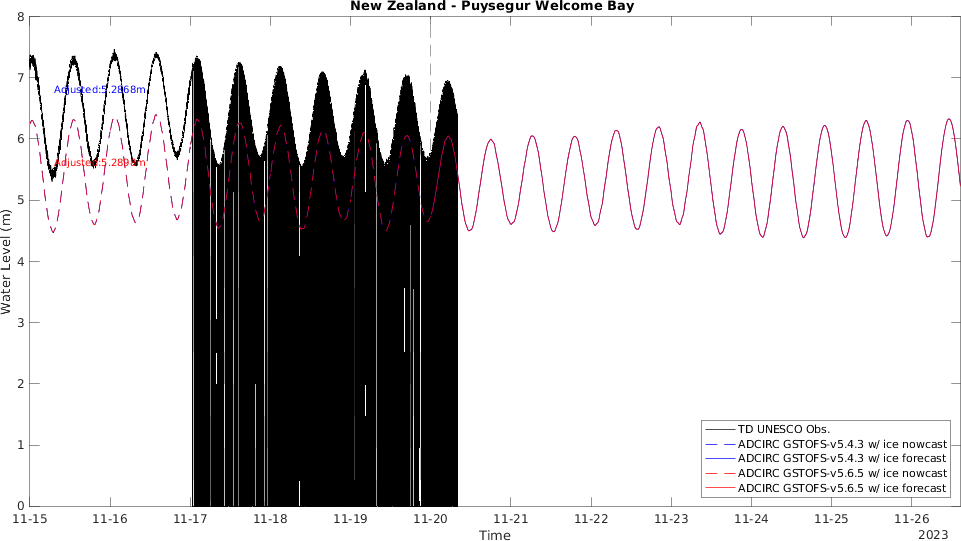 New Zealand - Puysegur Welcome Bay
8
7
6
5
4
3
2
1
0
Water Level (m)
Adjusted:5.2868m
TD UNESCO Obs.
ADCIRC GSTOFS-v5.4.3 w/ ice nowcast
ADCIRC GSTOFS-v5.4.3 w/ ice forecast
ADCIRC GSTOFS-v5.6.5 w/ ice nowcast
ADCIRC GSTOFS-v5.6.5 w/ ice forecast
11-15 11-16 11-17 11-18 11-19 11-20 11-21 11-22 11-23 11-24 11-25 11-26
Time
2023